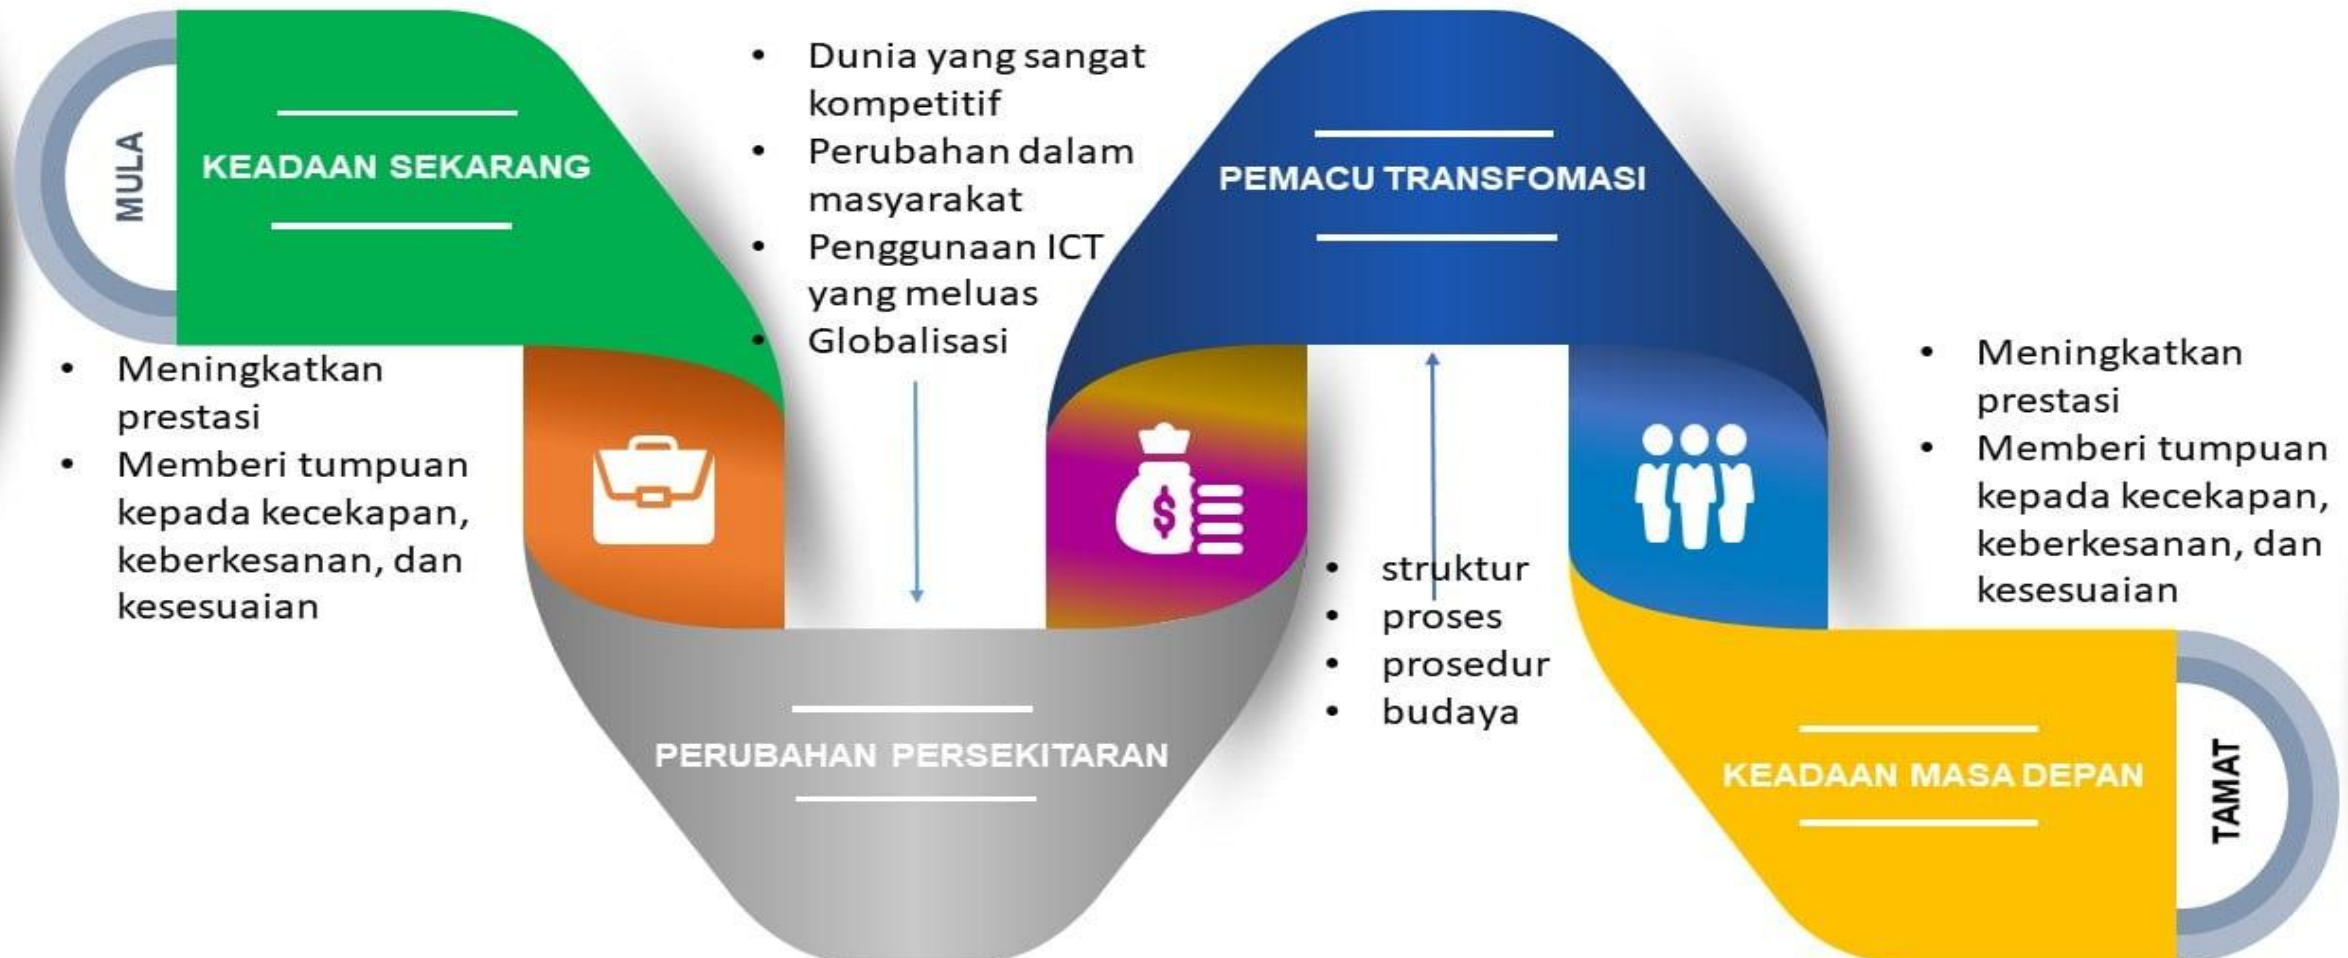 MULA
KEADAAN SEKARANG
• Meningkatkan
prestasi
• Memberi tumpuan
kepada kecekapan,
keberkesanan, dan
kesesuaian
• Dunia yang sangat
kompetitif
• Perubahan dalam
masyarakat
• Penggunaan ICT
yang meluas
• Globalisasi
PERUBAHAN PERSEKITARAN
$
PEMACU TRANSFOMASI
• struktur
• proses
• prosedur
• budaya
• Meningkatkan
prestasi
• Memberi tumpuan
kepada kecekapan,
keberkesanan, dan
kesesuaian
KEADAAN MASA DEPAN
TAMAT